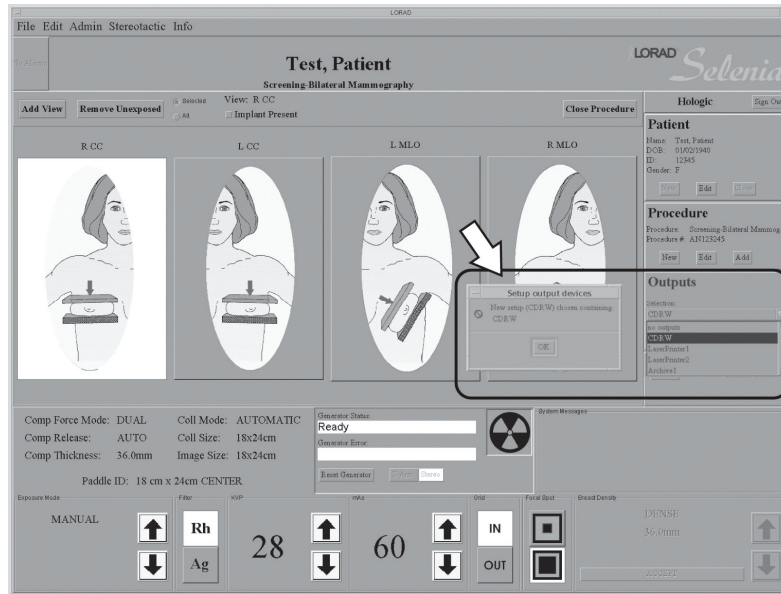 LORAD
File Edit Admin Stereotactic Info
Test, Patient
Screening-Bilateral Mammography
LORAD Selenia
Add View
Remove Unexposed
Selected
All
View: R CC
Implant Present
Close Procedure
Hologic
Sign Out
R CC
L CC
L MLO
R MLO
Patient
Name: Test, Patient
DOB: 01/02/1940
ID: 12345
Gender: F
New Edit Close
Procedure
Procedure: Screening-Bilateral Mammog
Procedure #: AN123245
New Edit Add
Outputs
Selection:
CDRW
no outputs
CDRW
LaserPrinter1
LaserPrinter2
Archive1
Setup output devices
New setup (CDRW) chosen containing:
CDRW
OK
Comp Force Mode: DUAL
Comp Release: AUTO
Comp Thickness: 36.0mm
Coll Mode: AUTOMATIC
Coll Size: 18x24cm
Image Size: 18x24cm
Paddle ID: 18 cm x 24cm CENTER
Generator Status:
Ready
Generator Error:
Reset Generator
Stereo
System Messages
Exposure Mode
MANUAL
Filter
Rh
Ag
KVP
28
mAs
60
Grid
IN
OUT
Focal Spot
Breast Density
DENSE
36.0mm
ACCEPT